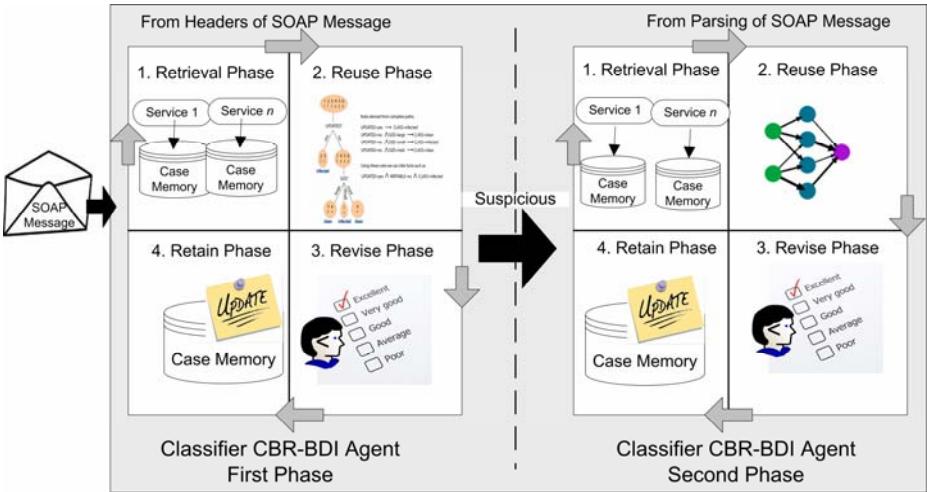 From Headers of SOAP Message
1. Retrieval Phase
Service 1
Service n
Case
Memory
Case
Memory
2. Reuse Phase
UPDATED
Infected
SOAP
Message
4. Retain Phase
UPDATE
Case Memory
3. Revise Phase
Excellent
Very good
Good
Average
Poor
Classifier CBR-BDI Agent
First Phase
Suspicious
From Parsing of SOAP Message
1. Retrieval Phase
Service 1
Service n
Case
Memory
Case
Memory
2. Reuse Phase
4. Retain Phase
UPDATE
Case Memory
3. Revise Phase
Excellent
Very good
Good
Average
Poor
Classifier CBR-BDI Agent
Second Phase